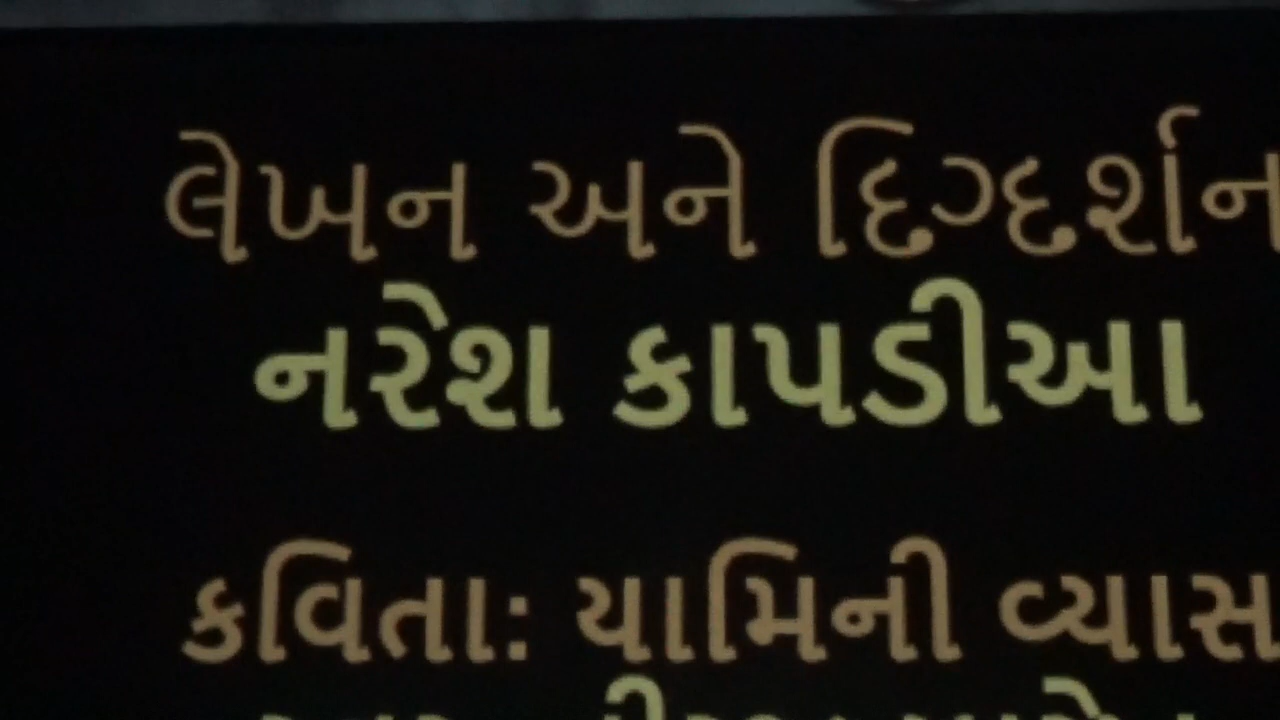 લેખન અને દિગ્દર્શન
નરેશ કાપડીઆ
કવિતા: યામિની વ્યાસ